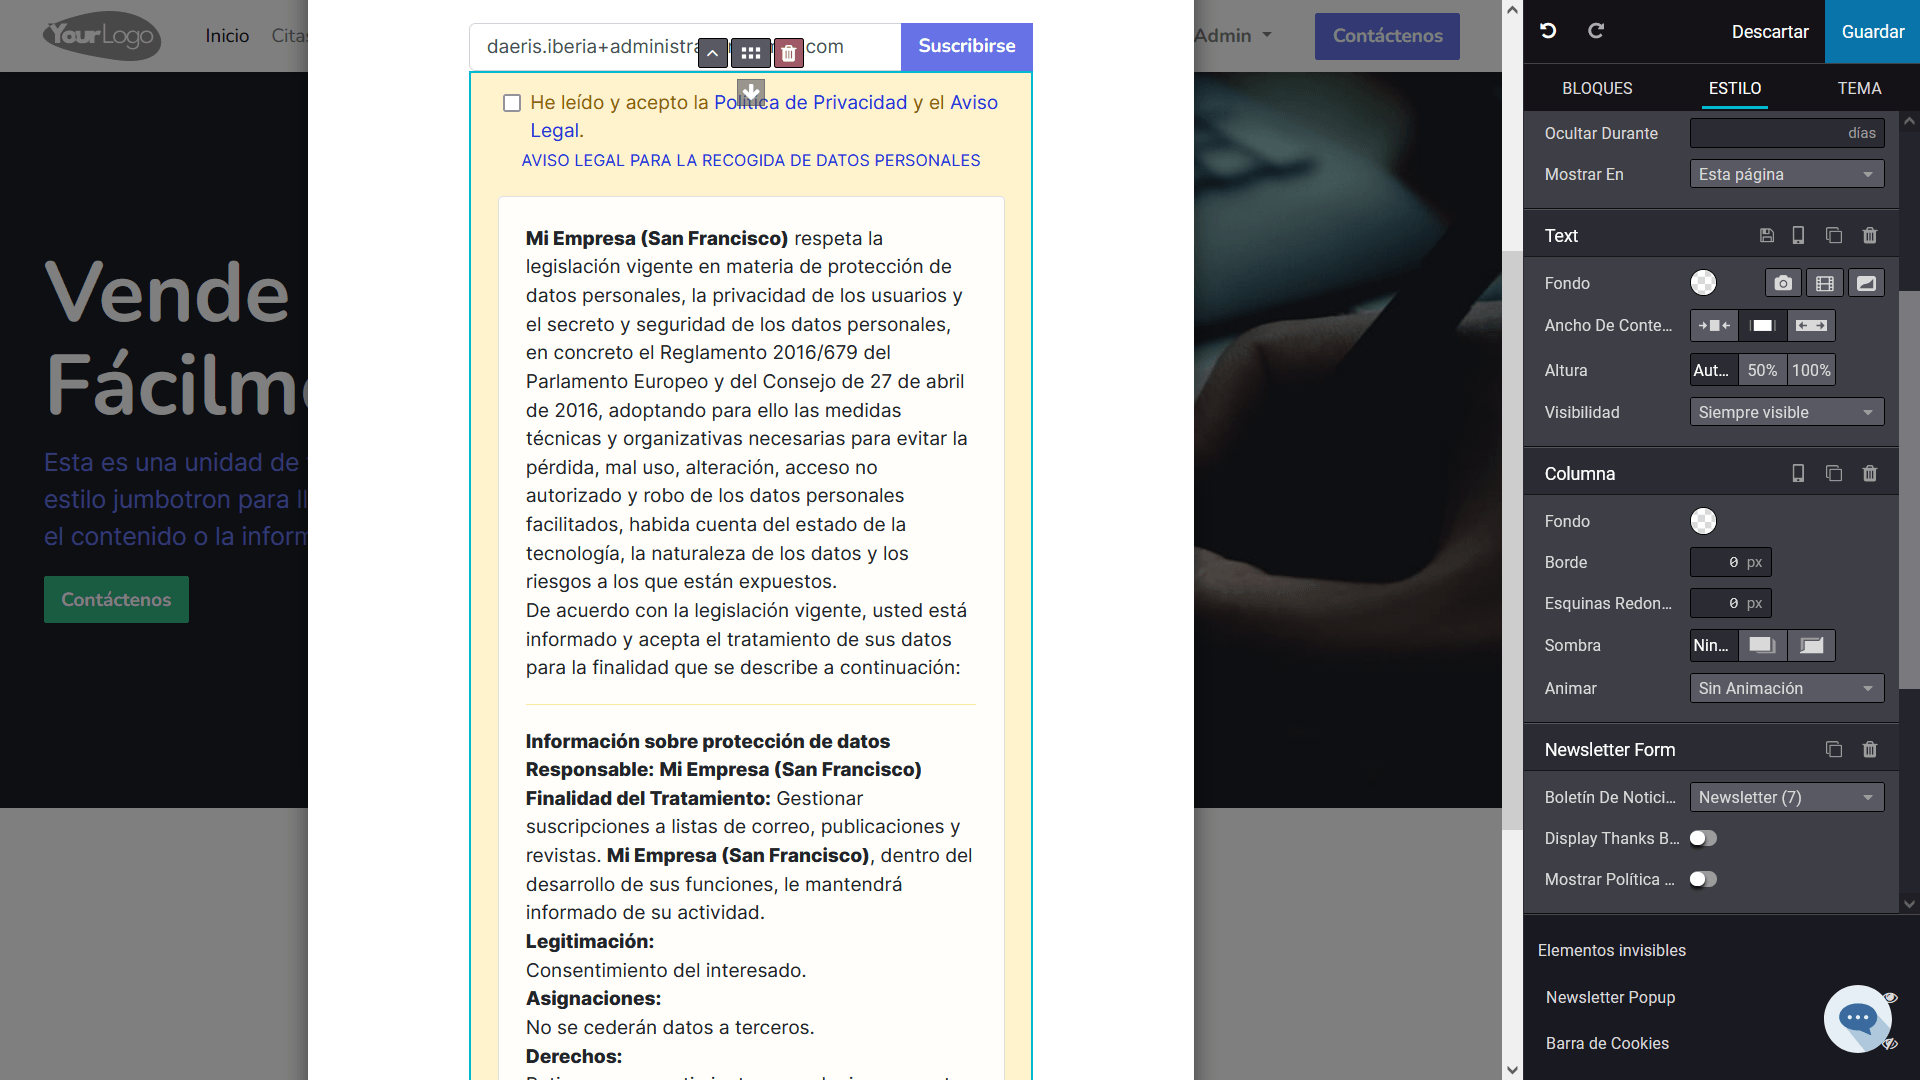 YourLogo
Inicio
Citas
Admin
Contáctenos
daeris.iberia+administra
com
Suscribirse
He leído y acepto la Política de Privacidad y el Aviso
Legal.
AVISO LEGAL PARA LA RECOGIDA DE DATOS PERSONALES
Mi Empresa (San Francisco) respeta la
legislación vigente en materia de protección de
datos personales, la privacidad de los usuarios y
el secreto y seguridad de los datos personales,
en concreto el Reglamento 2016/679 del
Parlamento Europeo y del Consejo de 27 de abril
de 2016, adoptando para ello las medidas
técnicas y organizativas necesarias para evitar la
pérdida, mal uso, alteración, acceso no
autorizado y robo de los datos personales
facilitados, habida cuenta del estado de la
tecnología, la naturaleza de los datos y los
riesgos a los que están expuestos.
De acuerdo con la legislación vigente, usted está
informado y acepta el tratamiento de sus datos
para la finalidad que se describe a continuación:
Información sobre protección de datos
Responsable: Mi Empresa (San Francisco)
Finalidad del Tratamiento: Gestionar
suscripciones a listas de correo, publicaciones y
revistas. Mi Empresa (San Francisco), dentro del
desarrollo de sus funciones, le mantendrá
informado de su actividad.
Legitimación:
Consentimiento del interesado.
Asignaciones:
No se cederán datos a terceros.
Derechos:
Vende
Fácilme
Esta es una unidad de
estilo jumbotron para ll
el contenido o la inform
Contáctenos
Descartar
Guardar
BLOQUES
ESTILO
TEMA
Ocultar Durante
días
Mostrar En
Esta página
Text
Fondo
Ancho De Conte...
Altura
Aut...
50%
100%
Visibilidad
Siempre visible
Columna
Fondo
Borde
0 px
Esquinas Redon...
0 px
Sombra
Nin...
Animar
Sin Animación
Newsletter Form
Boletín De Notici...
Newsletter (7)
Display Thanks B...
Mostrar Política ...
Elementos invisibles
Newsletter Popup
Barra de Cookies